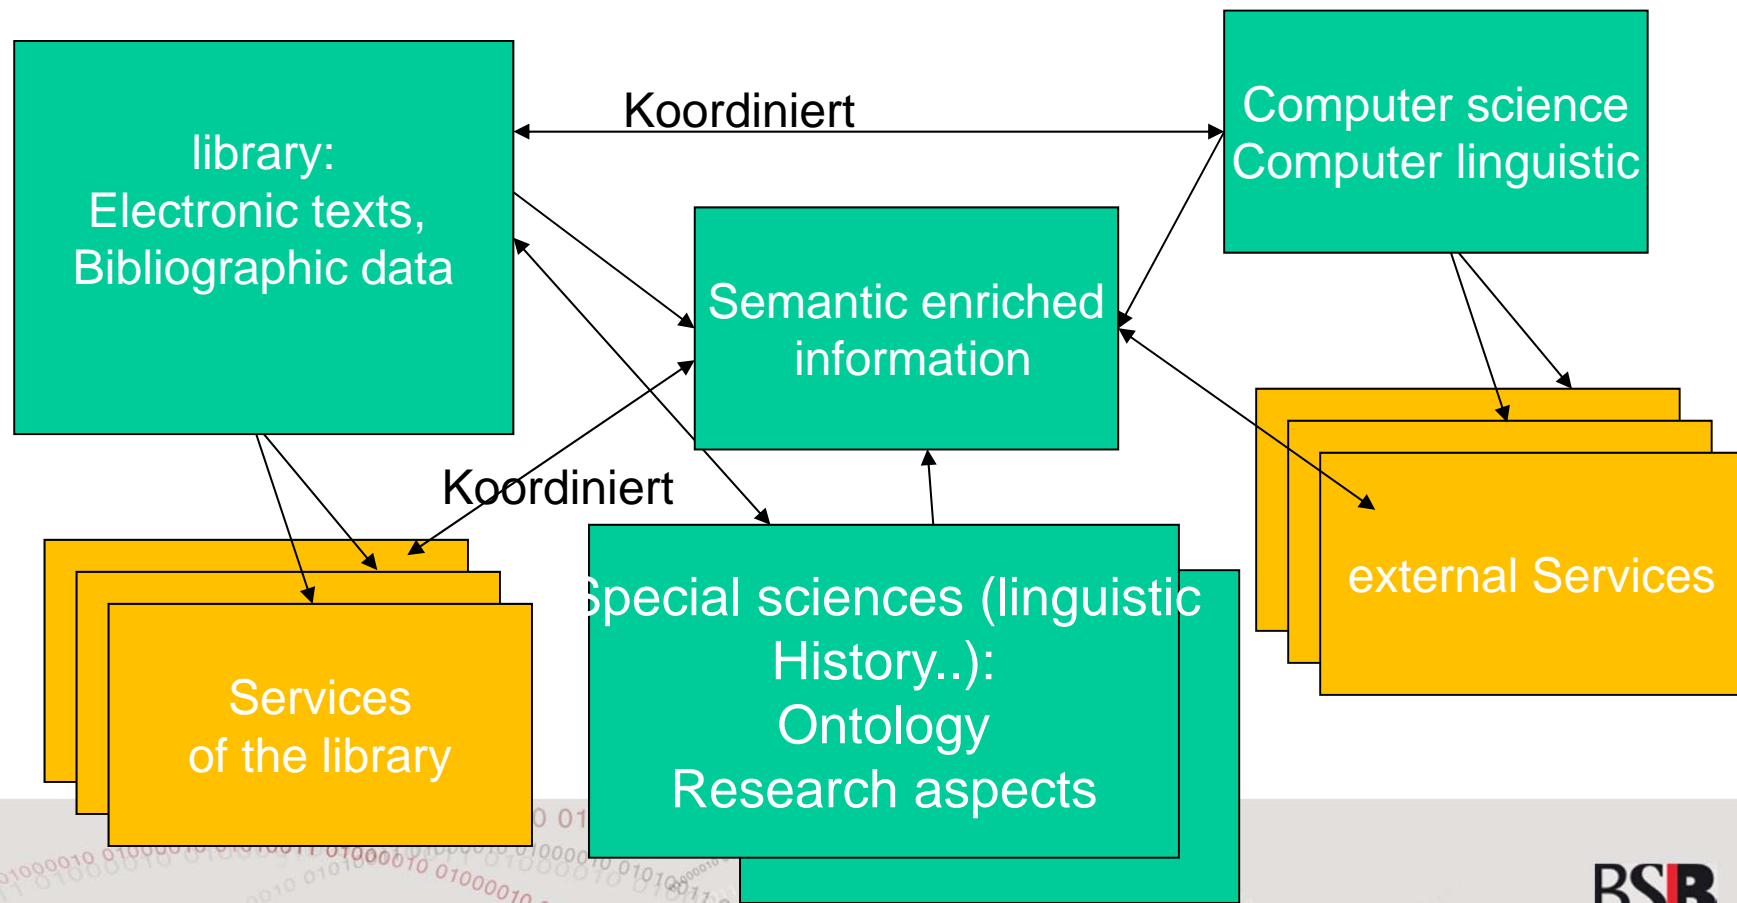 Koordiniert
library:
Electronic texts,
Bibliographic data
Computer science
Computer linguistic
Semantic enriched
information
Koordiniert
external Services
Special sciences (linguistic
History..):
Ontology
Research aspects
Services
of the library
BSB